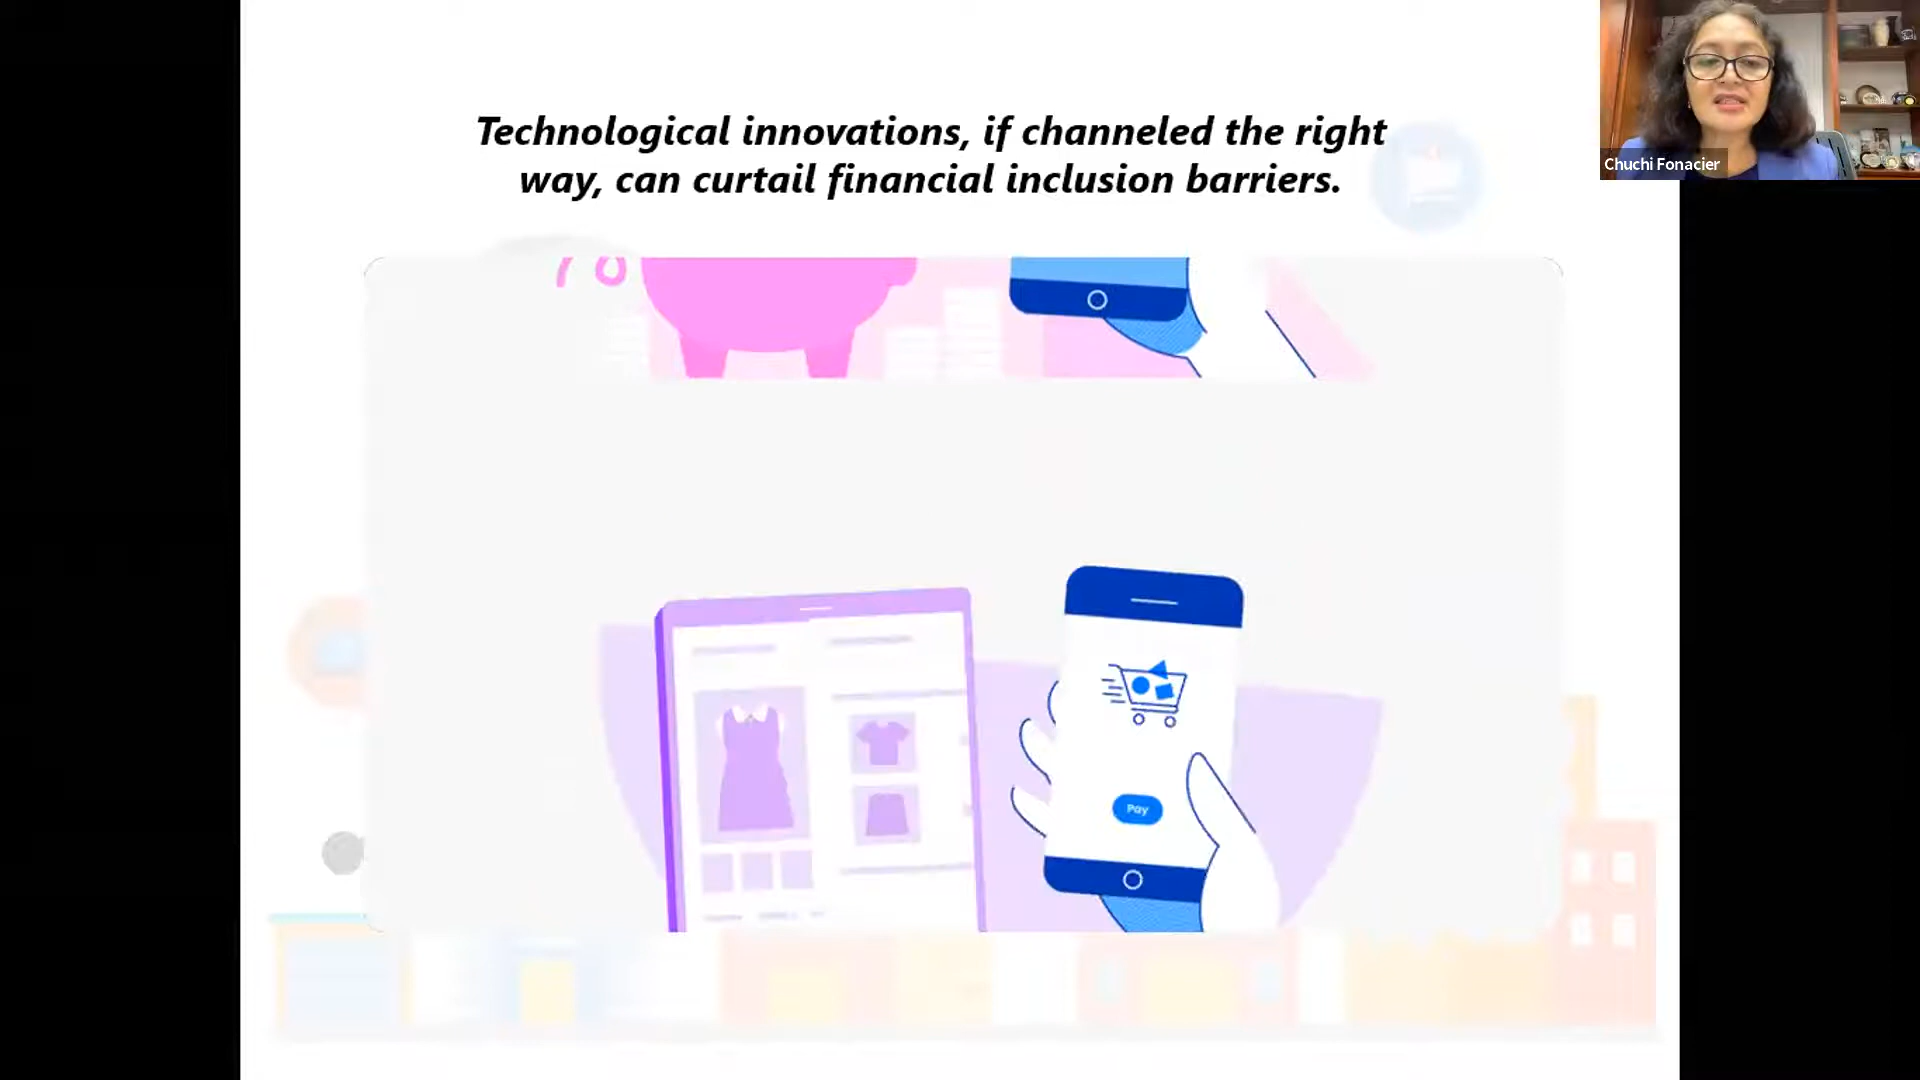 Technological innovations, if channeled the right
way, can curtail financial inclusion barriers.
Chuchi Fonacier
Pay